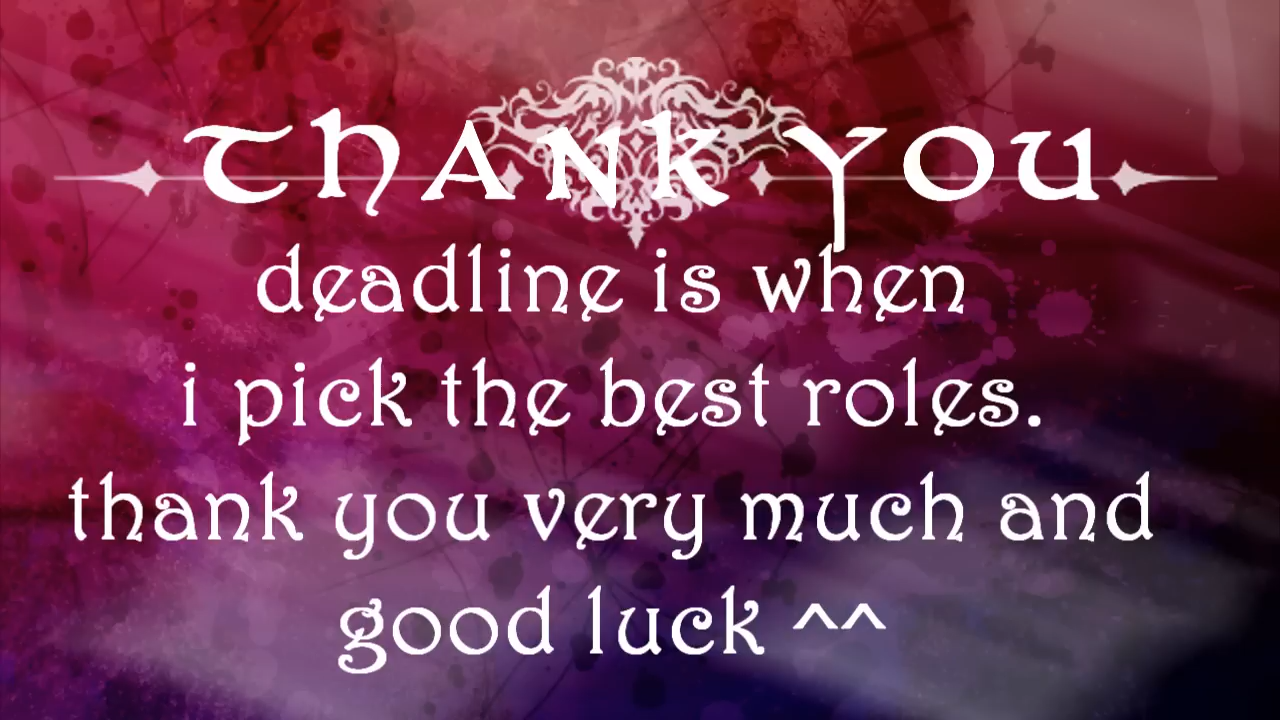 THANK YOU
deadline is when
i pick the best roles.
thank you very much and
good luck ^^